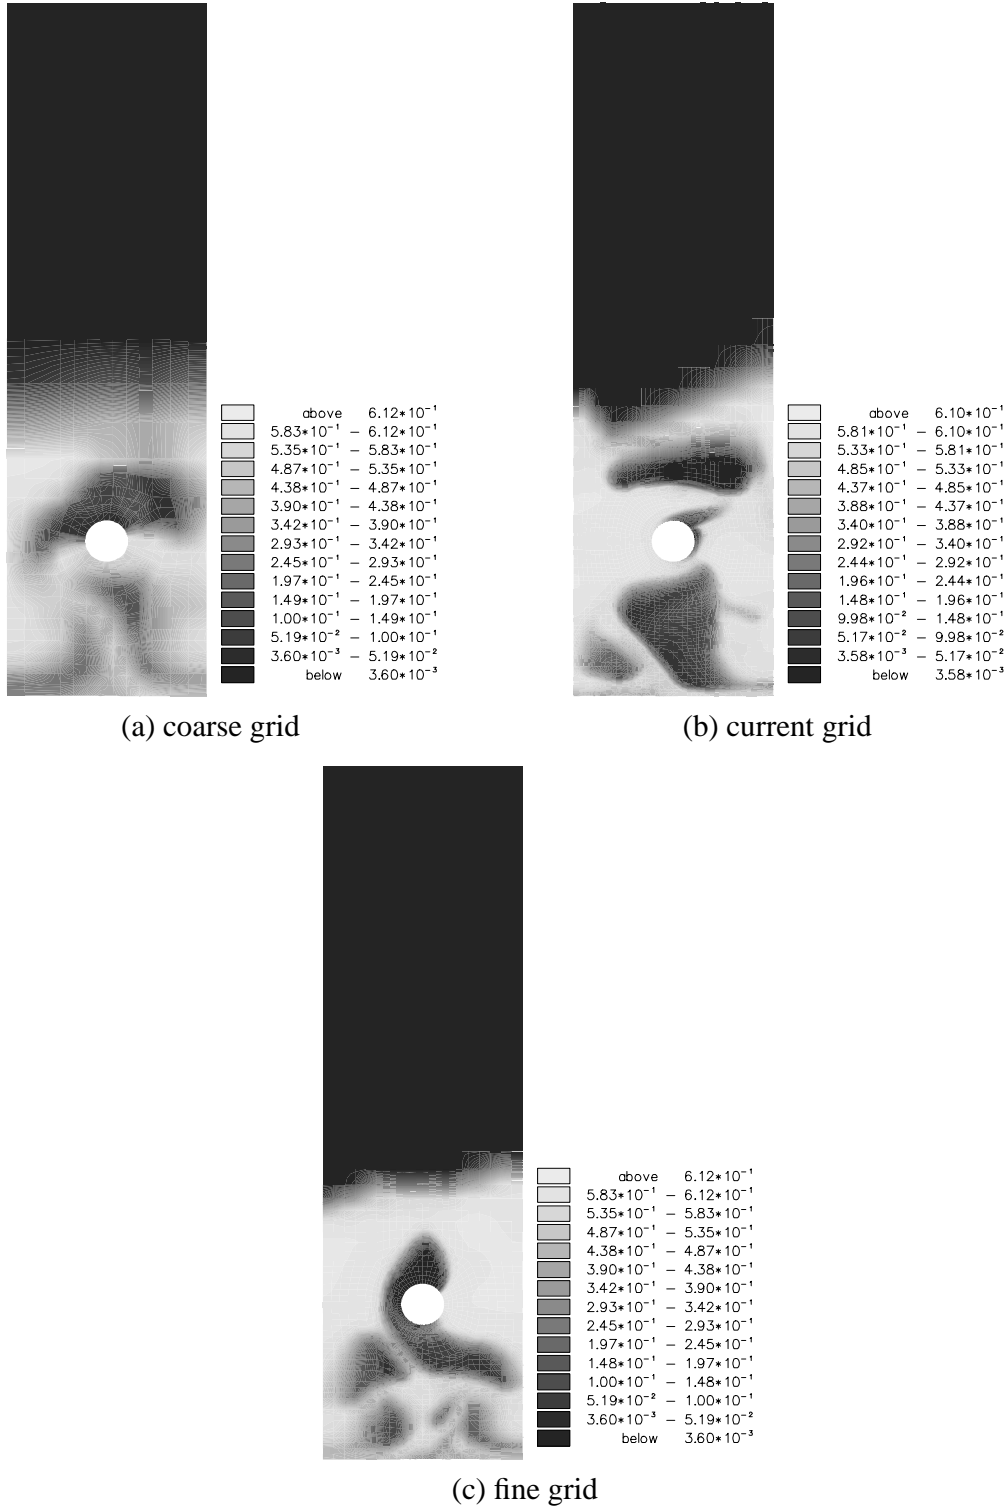 above 6.12*10⁻¹
5.83*10⁻¹ – 6.12*10⁻¹
5.35*10⁻¹ – 5.83*10⁻¹
4.87*10⁻¹ – 5.35*10⁻¹
4.38*10⁻¹ – 4.87*10⁻¹
3.90*10⁻¹ – 4.38*10⁻¹
3.42*10⁻¹ – 3.90*10⁻¹
2.93*10⁻¹ – 3.42*10⁻¹
2.45*10⁻¹ – 2.93*10⁻¹
1.97*10⁻¹ – 2.45*10⁻¹
1.49*10⁻¹ – 1.97*10⁻¹
1.00*10⁻¹ – 1.49*10⁻¹
5.19*10⁻² – 1.00*10⁻¹
3.60*10⁻³ – 5.19*10⁻²
below 3.60*10⁻³
(a) coarse grid
above 6.10*10⁻¹
5.81*10⁻¹ – 6.10*10⁻¹
5.33*10⁻¹ – 5.81*10⁻¹
4.85*10⁻¹ – 5.33*10⁻¹
4.37*10⁻¹ – 4.85*10⁻¹
3.88*10⁻¹ – 4.37*10⁻¹
3.40*10⁻¹ – 3.88*10⁻¹
2.92*10⁻¹ – 3.40*10⁻¹
2.44*10⁻¹ – 2.92*10⁻¹
1.96*10⁻¹ – 2.44*10⁻¹
1.48*10⁻¹ – 1.96*10⁻¹
9.98*10⁻² – 1.48*10⁻¹
5.17*10⁻² – 9.98*10⁻²
3.58*10⁻³ – 5.17*10⁻²
below 3.58*10⁻³
(b) current grid
above 6.12*10⁻¹
5.83*10⁻¹ – 6.12*10⁻¹
5.35*10⁻¹ – 5.83*10⁻¹
4.87*10⁻¹ – 5.35*10⁻¹
4.38*10⁻¹ – 4.87*10⁻¹
3.90*10⁻¹ – 4.38*10⁻¹
3.42*10⁻¹ – 3.90*10⁻¹
2.93*10⁻¹ – 3.42*10⁻¹
2.45*10⁻¹ – 2.93*10⁻¹
1.97*10⁻¹ – 2.45*10⁻¹
1.48*10⁻¹ – 1.97*10⁻¹
1.00*10⁻¹ – 1.48*10⁻¹
5.19*10⁻² – 1.00*10⁻¹
3.60*10⁻³ – 5.19*10⁻²
below 3.60*10⁻³
(c) fine grid